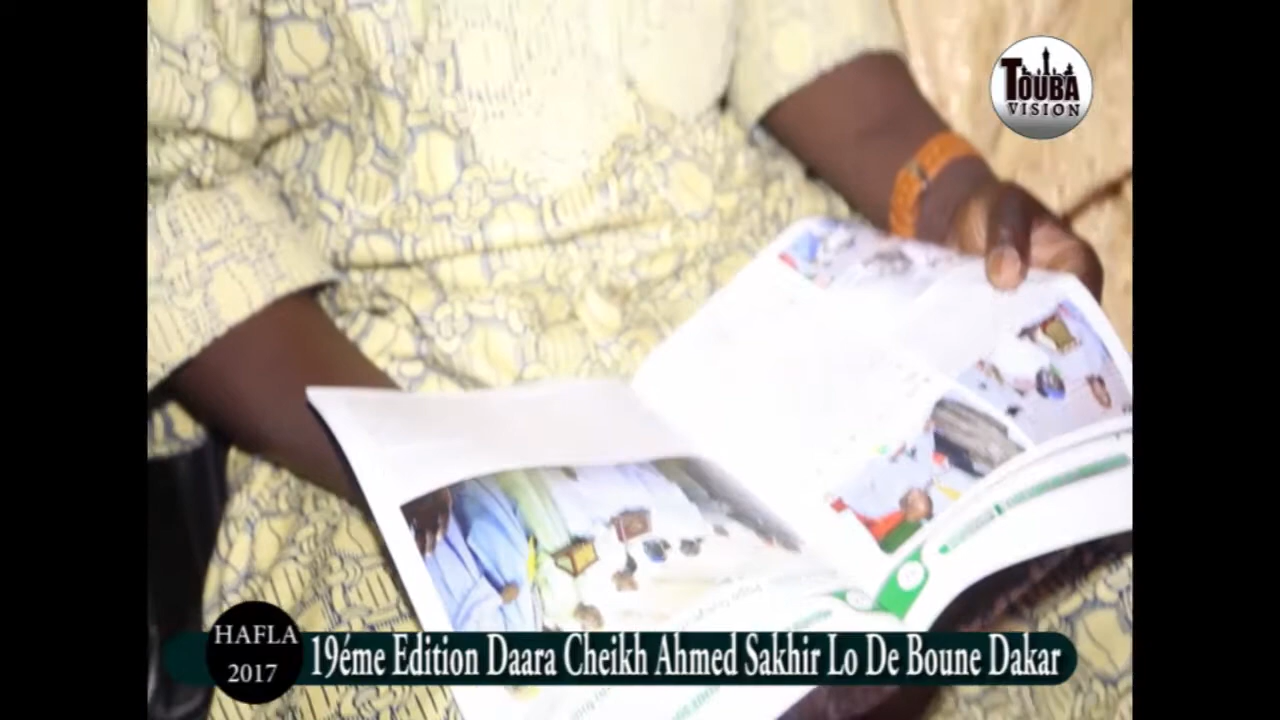 TOUBA
VISION
HAFLA
2017
19éme Edition Daara Cheikh Ahmed Sakhir Lo De Boune Dakar